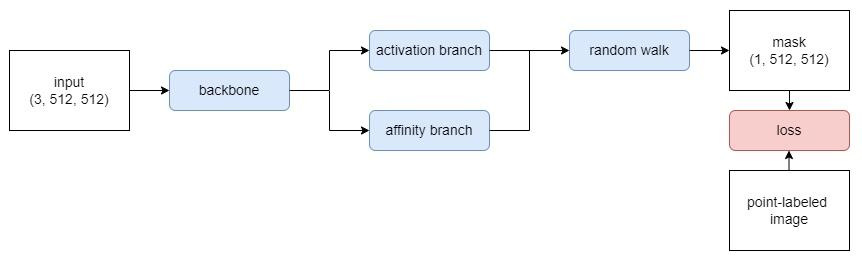 input
(3, 512, 512)
backbone
activation branch
affinity branch
random walk
mask
(1, 512, 512)
loss
point-labeled
image